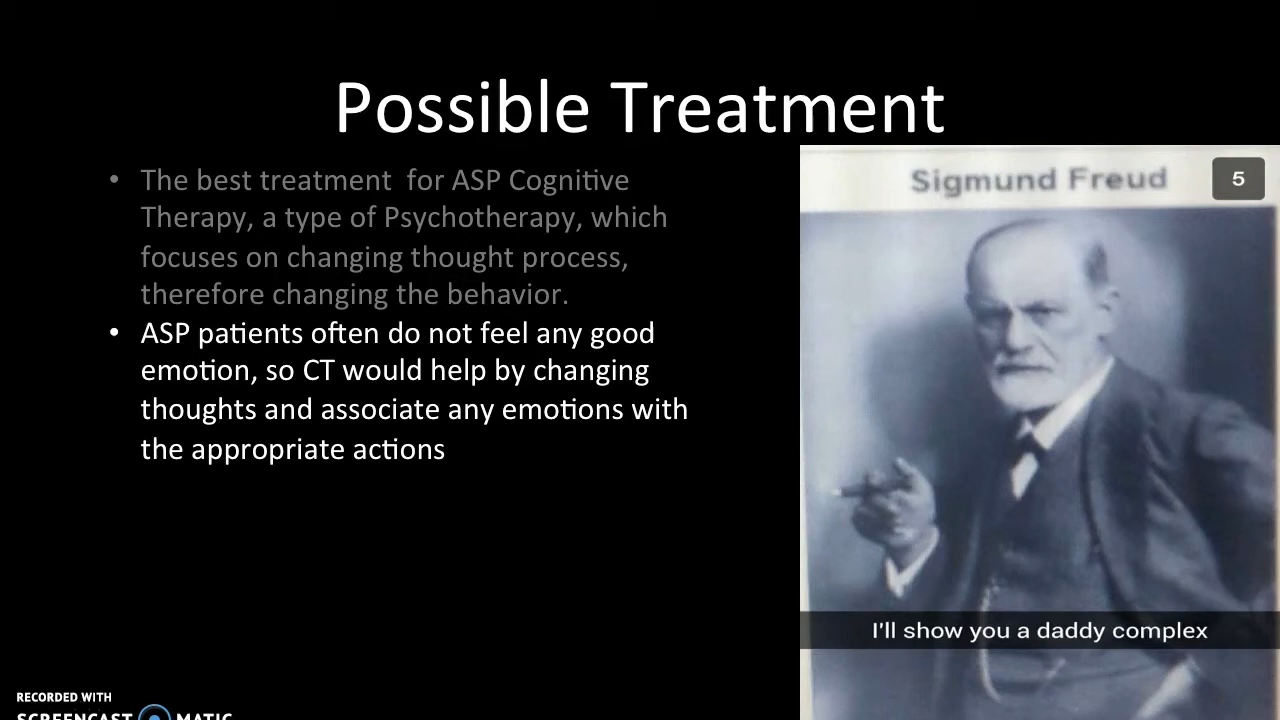 Possible Treatment
• The best treatment  for ASP Cognitive
Therapy, a type of Psychotherapy, which
focuses on changing thought process,
therefore changing the behavior.
• ASP patients often do not feel any good
emotion, so CT would help by changing
thoughts and associate any emotions with
the appropriate actions
Sigmund Freud
5
I'll show you a daddy complex
RECORDED WITH
SCREENCAST MATIC